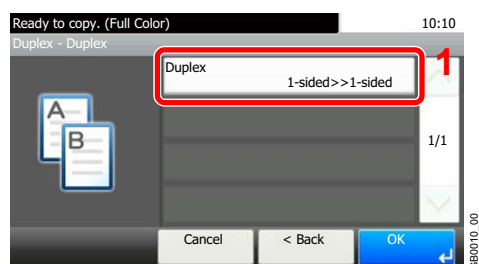 Ready to copy. (Full Color) 10:10
Duplex - Duplex
Duplex
1-sided>>1-sided
1
A
B
1/1
Cancel < Back OK
GB0010_00